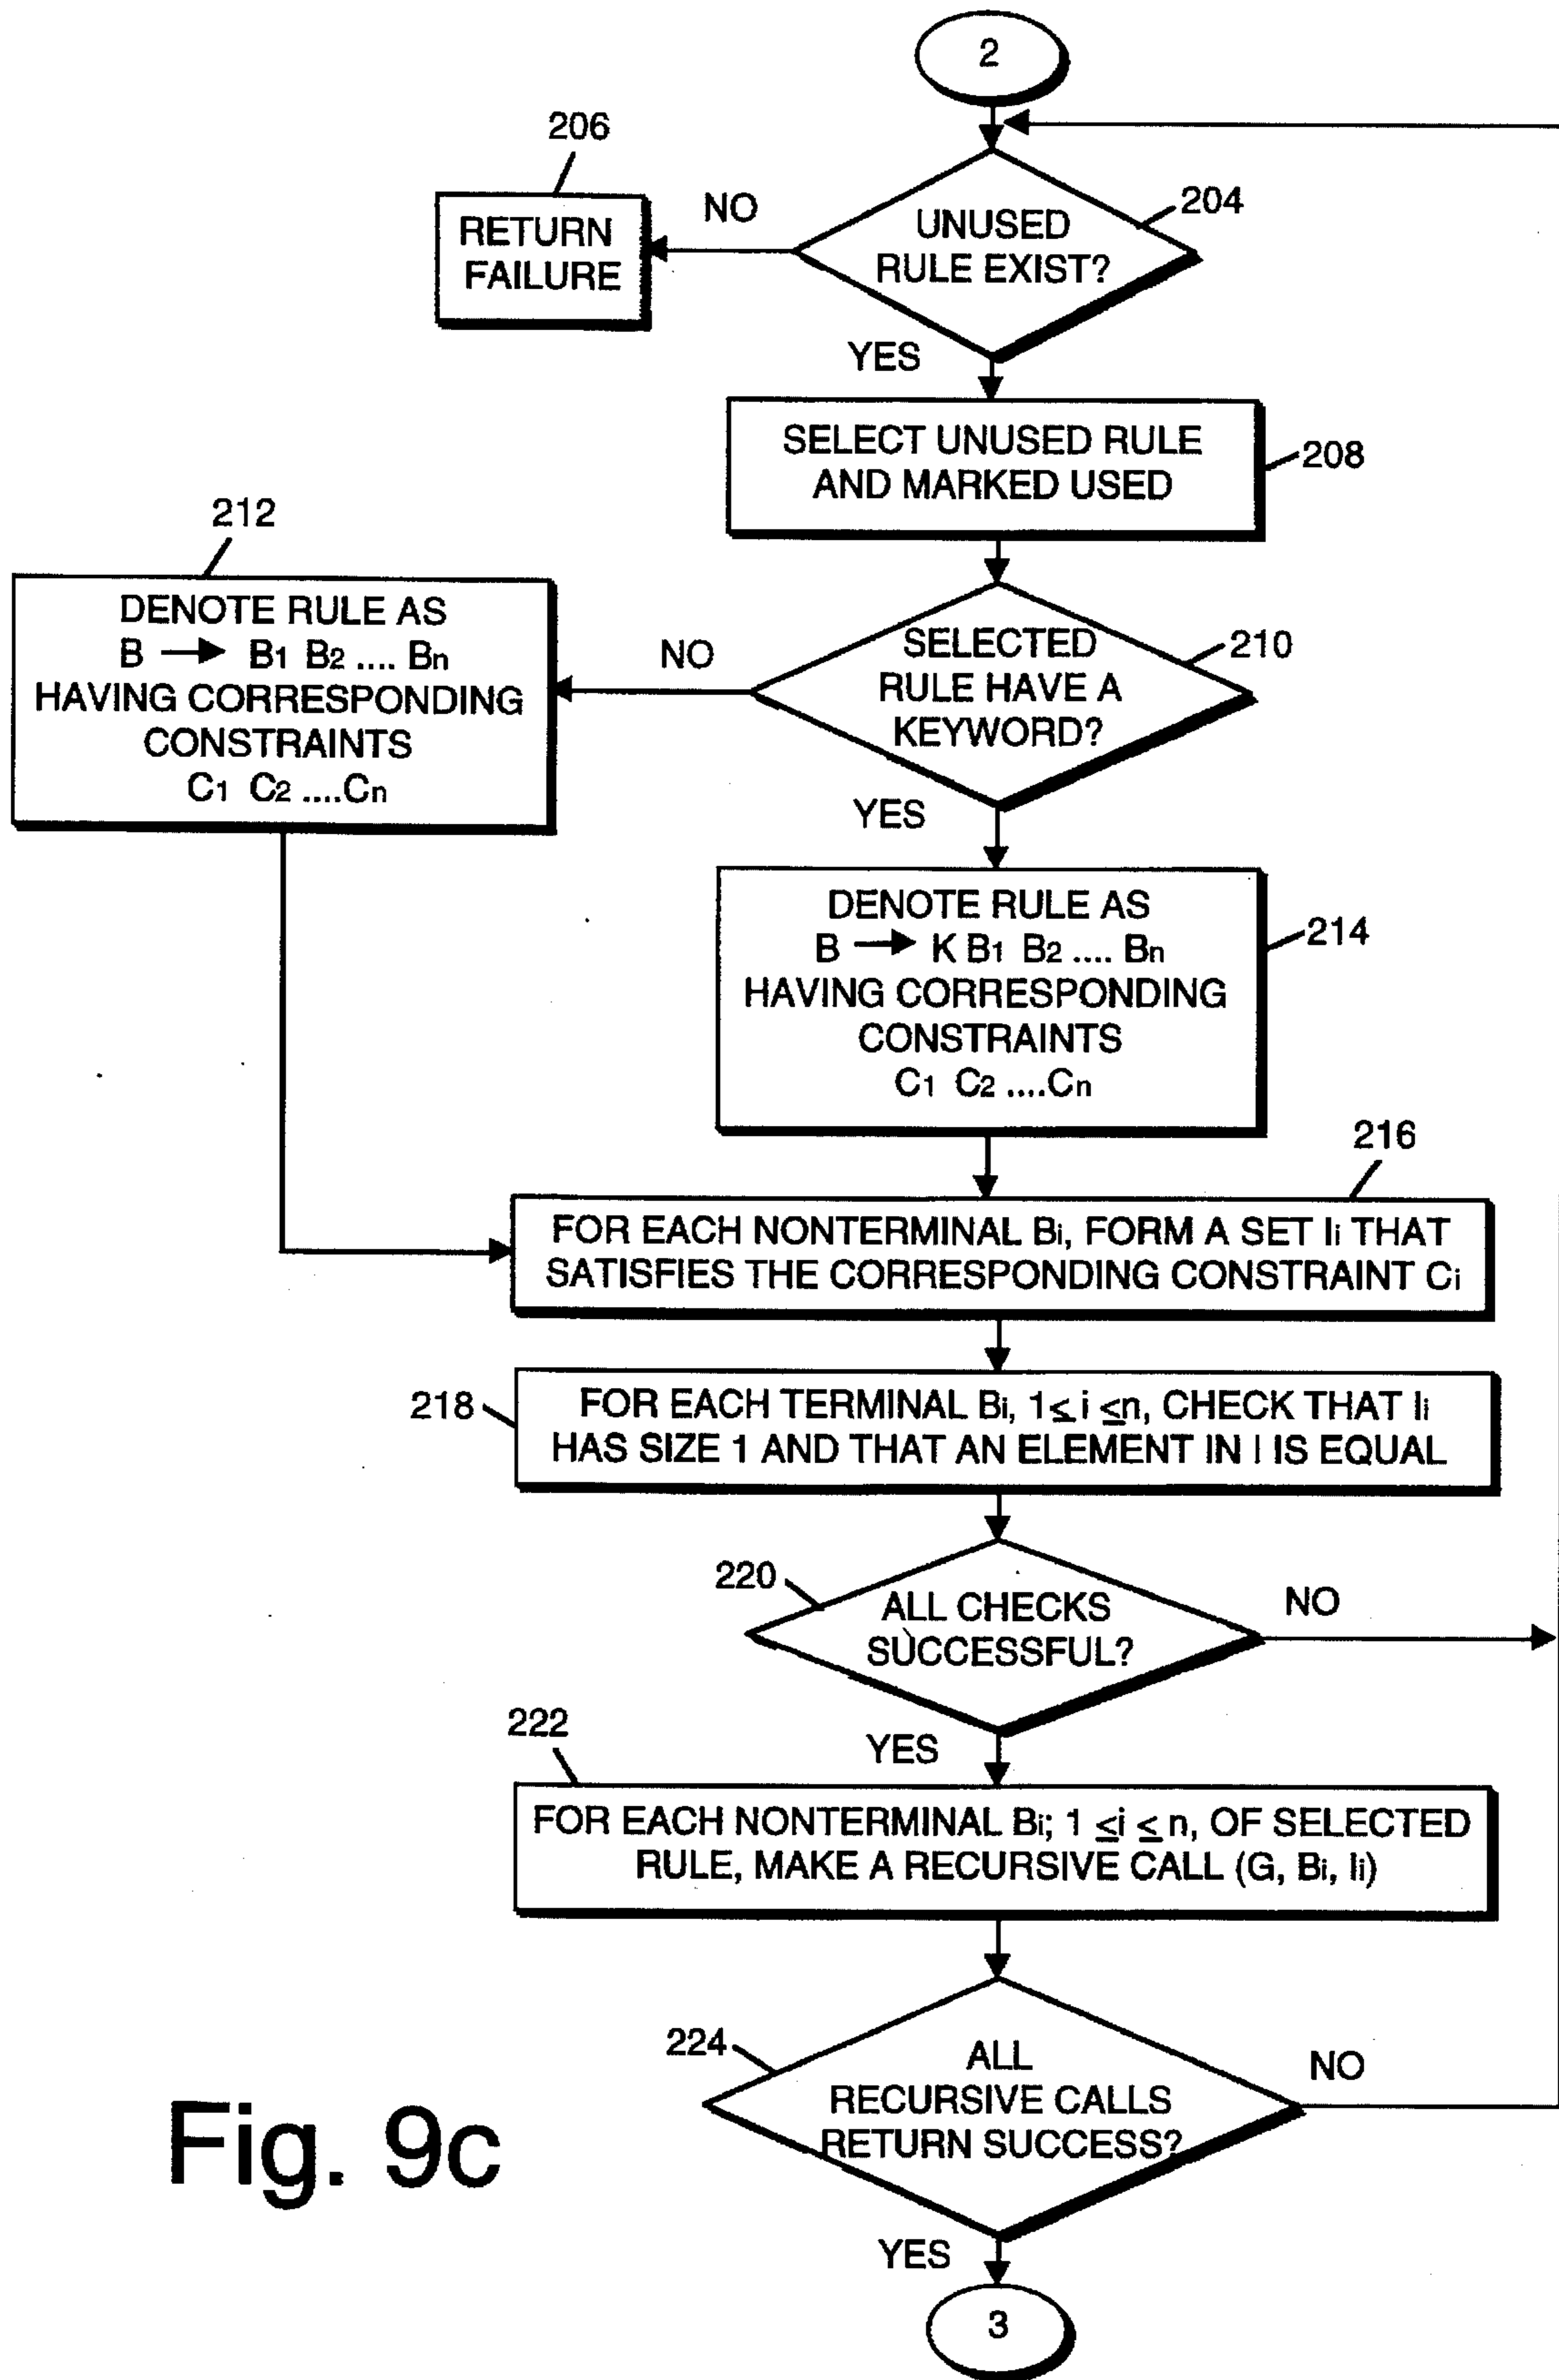 2
206
NO
204
RETURN
FAILURE
UNUSED
RULE EXIST?
YES
SELECT UNUSED RULE
AND MARKED USED
208
212
DENOTE RULE AS
B → B1 B2 .... Bn
HAVING CORRESPONDING
CONSTRAINTS
C1 C2 ....Cn
NO
SELECTED
RULE HAVE A
KEYWORD?
210
YES
DENOTE RULE AS
B → K B1 B2 .... Bn
HAVING CORRESPONDING
CONSTRAINTS
C1 C2 ....Cn
214
216
FOR EACH NONTERMINAL Bi, FORM A SET Ii THAT
SATISFIES THE CORRESPONDING CONSTRAINT Ci
218
FOR EACH TERMINAL Bi, 1≤ i ≤n, CHECK THAT Ii
HAS SIZE 1 AND THAT AN ELEMENT IN I IS EQUAL
220
ALL CHECKS
SUCCESSFUL?
NO
222
YES
FOR EACH NONTERMINAL Bi; 1 ≤i ≤ n, OF SELECTED
RULE, MAKE A RECURSIVE CALL (G, Bi, Ii)
224
ALL
RECURSIVE CALLS
RETURN SUCCESS?
NO
YES
3
Fig. 9c